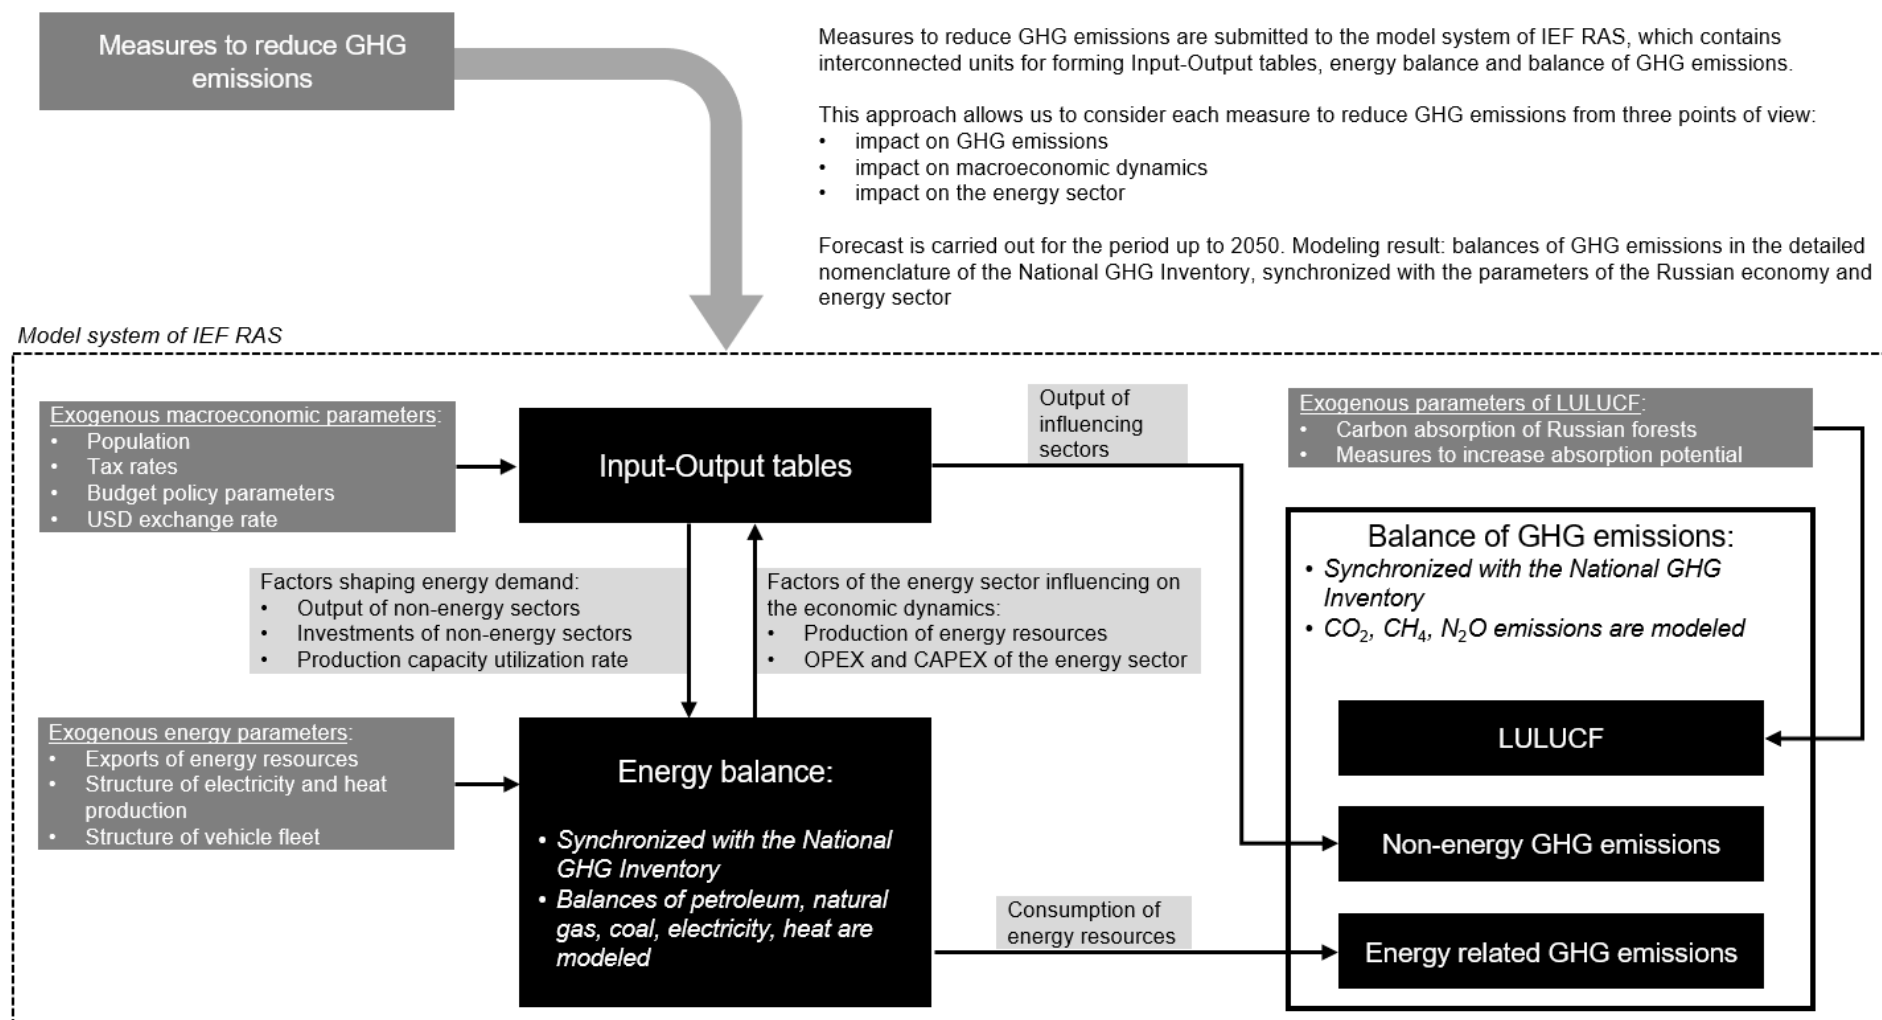 Measures to reduce GHG
emissions
Measures to reduce GHG emissions are submitted to the model system of IEF RAS, which contains
interconnected units for forming Input-Output tables, energy balance and balance of GHG emissions.
This approach allows us to consider each measure to reduce GHG emissions from three points of view:
• impact on GHG emissions
• impact on macroeconomic dynamics
• impact on the energy sector
Forecast is carried out for the period up to 2050. Modeling result: balances of GHG emissions in the detailed
nomenclature of the National GHG Inventory, synchronized with the parameters of the Russian economy and
energy sector
Model system of IEF RAS
Exogenous macroeconomic parameters:
• Population
• Tax rates
• Budget policy parameters
• USD exchange rate
Input-Output tables
Output of
influencing
sectors
Exogenous parameters of LULUCF:
• Carbon absorption of Russian forests
• Measures to increase absorption potential
Factors shaping energy demand:
• Output of non-energy sectors
• Investments of non-energy sectors
• Production capacity utilization rate
Factors of the energy sector influencing on
the economic dynamics:
• Production of energy resources
• OPEX and CAPEX of the energy sector
Balance of GHG emissions:
• Synchronized with the National GHG
Inventory
• CO₂, CH₄, N₂O emissions are modeled
Exogenous energy parameters:
• Exports of energy resources
• Structure of electricity and heat
production
• Structure of vehicle fleet
Energy balance:
• Synchronized with the National
GHG Inventory
• Balances of petroleum, natural
gas, coal, electricity, heat are
modeled
Consumption of
energy resources
LULUCF
Non-energy GHG emissions
Energy related GHG emissions